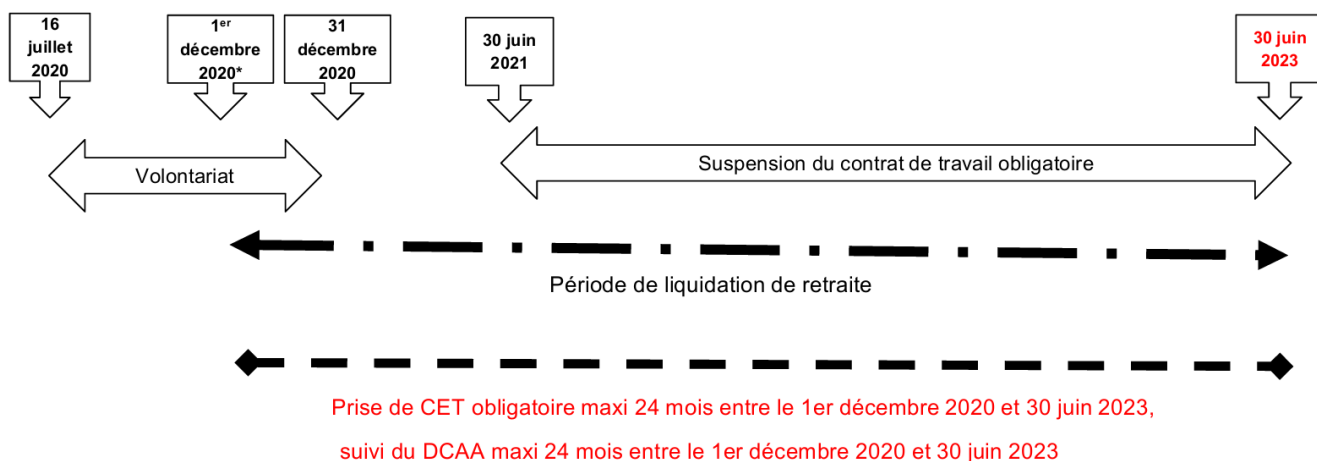 16
juillet
2020
1er
décembre
2020*
31
décembre
2020
30 juin
2021
30 juin
2023
Volontariat
Suspension du contrat de travail obligatoire
Période de liquidation de retraite
Prise de CET obligatoire maxi 24 mois entre le 1er décembre 2020 et 30 juin 2023,
suivi du DCAA maxi 24 mois entre le 1er décembre 2020 et 30 juin 2023